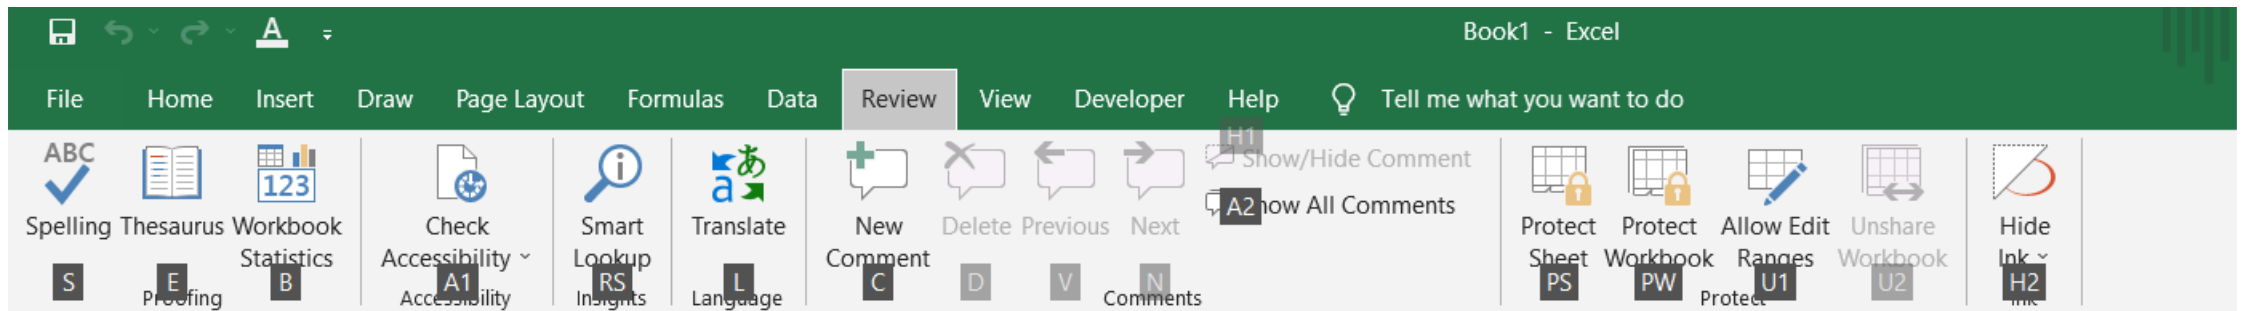 Book1 - Excel
File Home Insert Draw Page Layout Formulas Data Review View Developer Help Tell me what you want to do
H1
ABC
123
あ
a
Show/Hide Comment
A2 how All Comments
Spelling Thesaurus Workbook Check Smart Translate New Delete Previous Next Protect Protect Allow Edit Unshare Hide
Statistics Accessibility Lookup Comment Sheet Workbook Ranges Workbook Ink
S E B A1 RS L C D V N PS PW U1 U2 H2
Proofing Accessibility Insights Language Comments Protect Ink